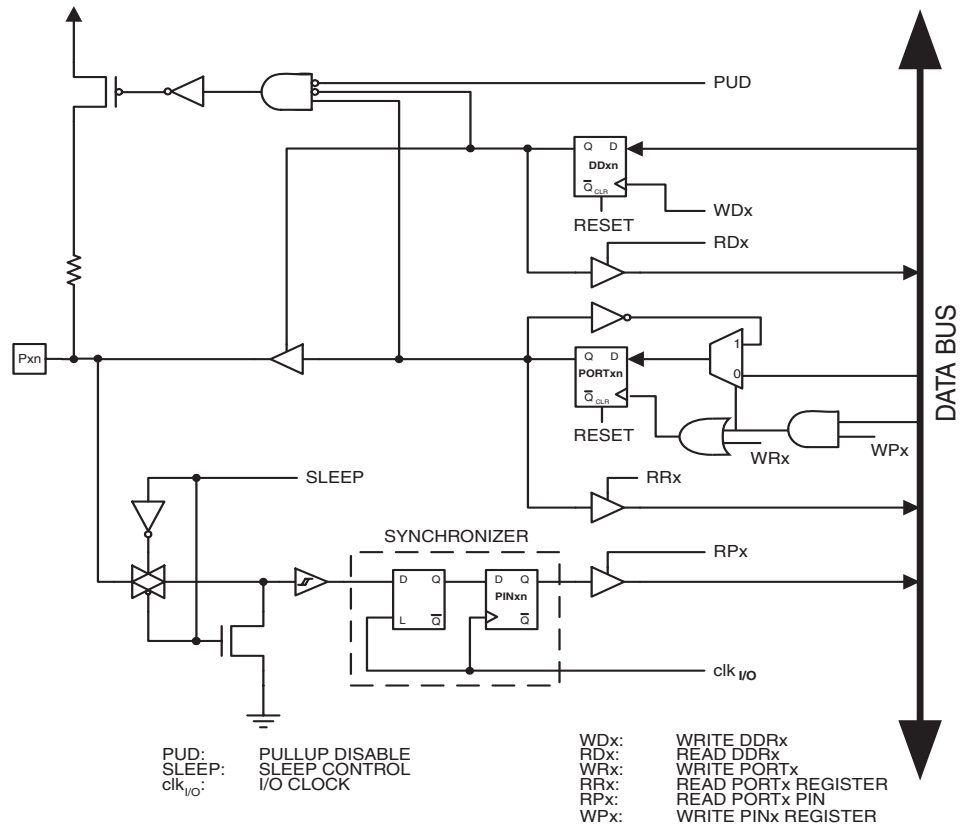 PUD
Q D
DDxn
Q CLR
WDx
RESET
RDx
1
Pxn
Q D
PORTxn
0
Q CLR
RESET
WRx
WPx
DATA BUS
SLEEP
RRx
SYNCHRONIZER
RPx
D Q
D Q
PINxn
L Q
Q
clk I/O
PUD: PULLUP DISABLE
SLEEP: SLEEP CONTROL
clkI/O: I/O CLOCK
WDx: WRITE DDRx
RDx: READ DDRx
WRx: WRITE PORTx
RRx: READ PORTx REGISTER
RPx: READ PORTx PIN
WPx: WRITE PINx REGISTER